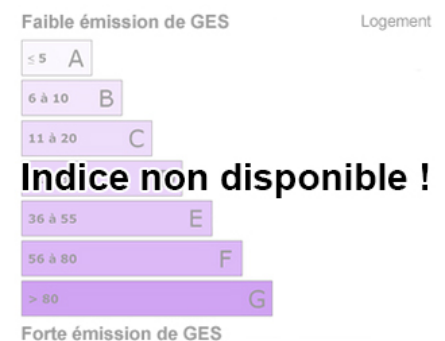 Faible émission de GES Logement
≤ 5 A
6 à 10 B
11 à 20 C
Indice non disponible !
36 à 55 E
56 à 80 F
> 80 G
Forte émission de GES